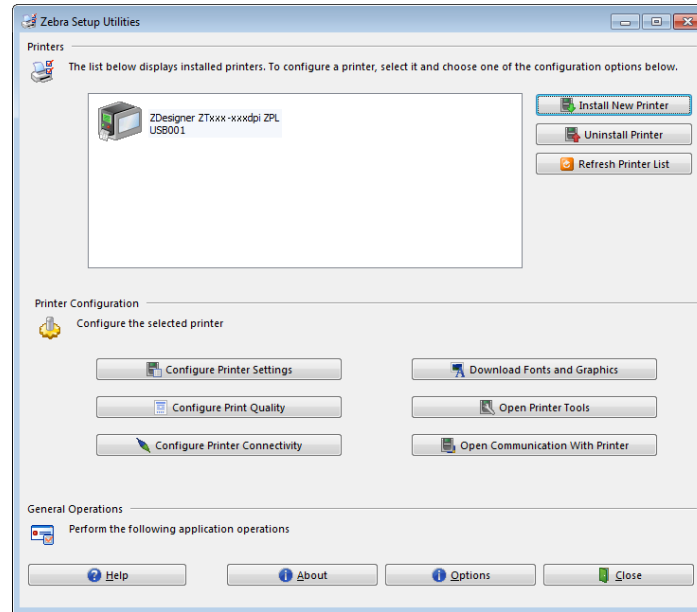 Zebra Setup Utilities
Printers
The list below displays installed printers. To configure a printer, select it and choose one of the configuration options below.
ZDesigner ZTxxx -xxxdpi ZPL
USB001
Install New Printer
Uninstall Printer
Refresh Printer List
Printer Configuration
Configure the selected printer
Configure Printer Settings
Download Fonts and Graphics
Configure Print Quality
Open Printer Tools
Configure Printer Connectivity
Open Communication With Printer
General Operations
Perform the following application operations
Help
About
Options
Close